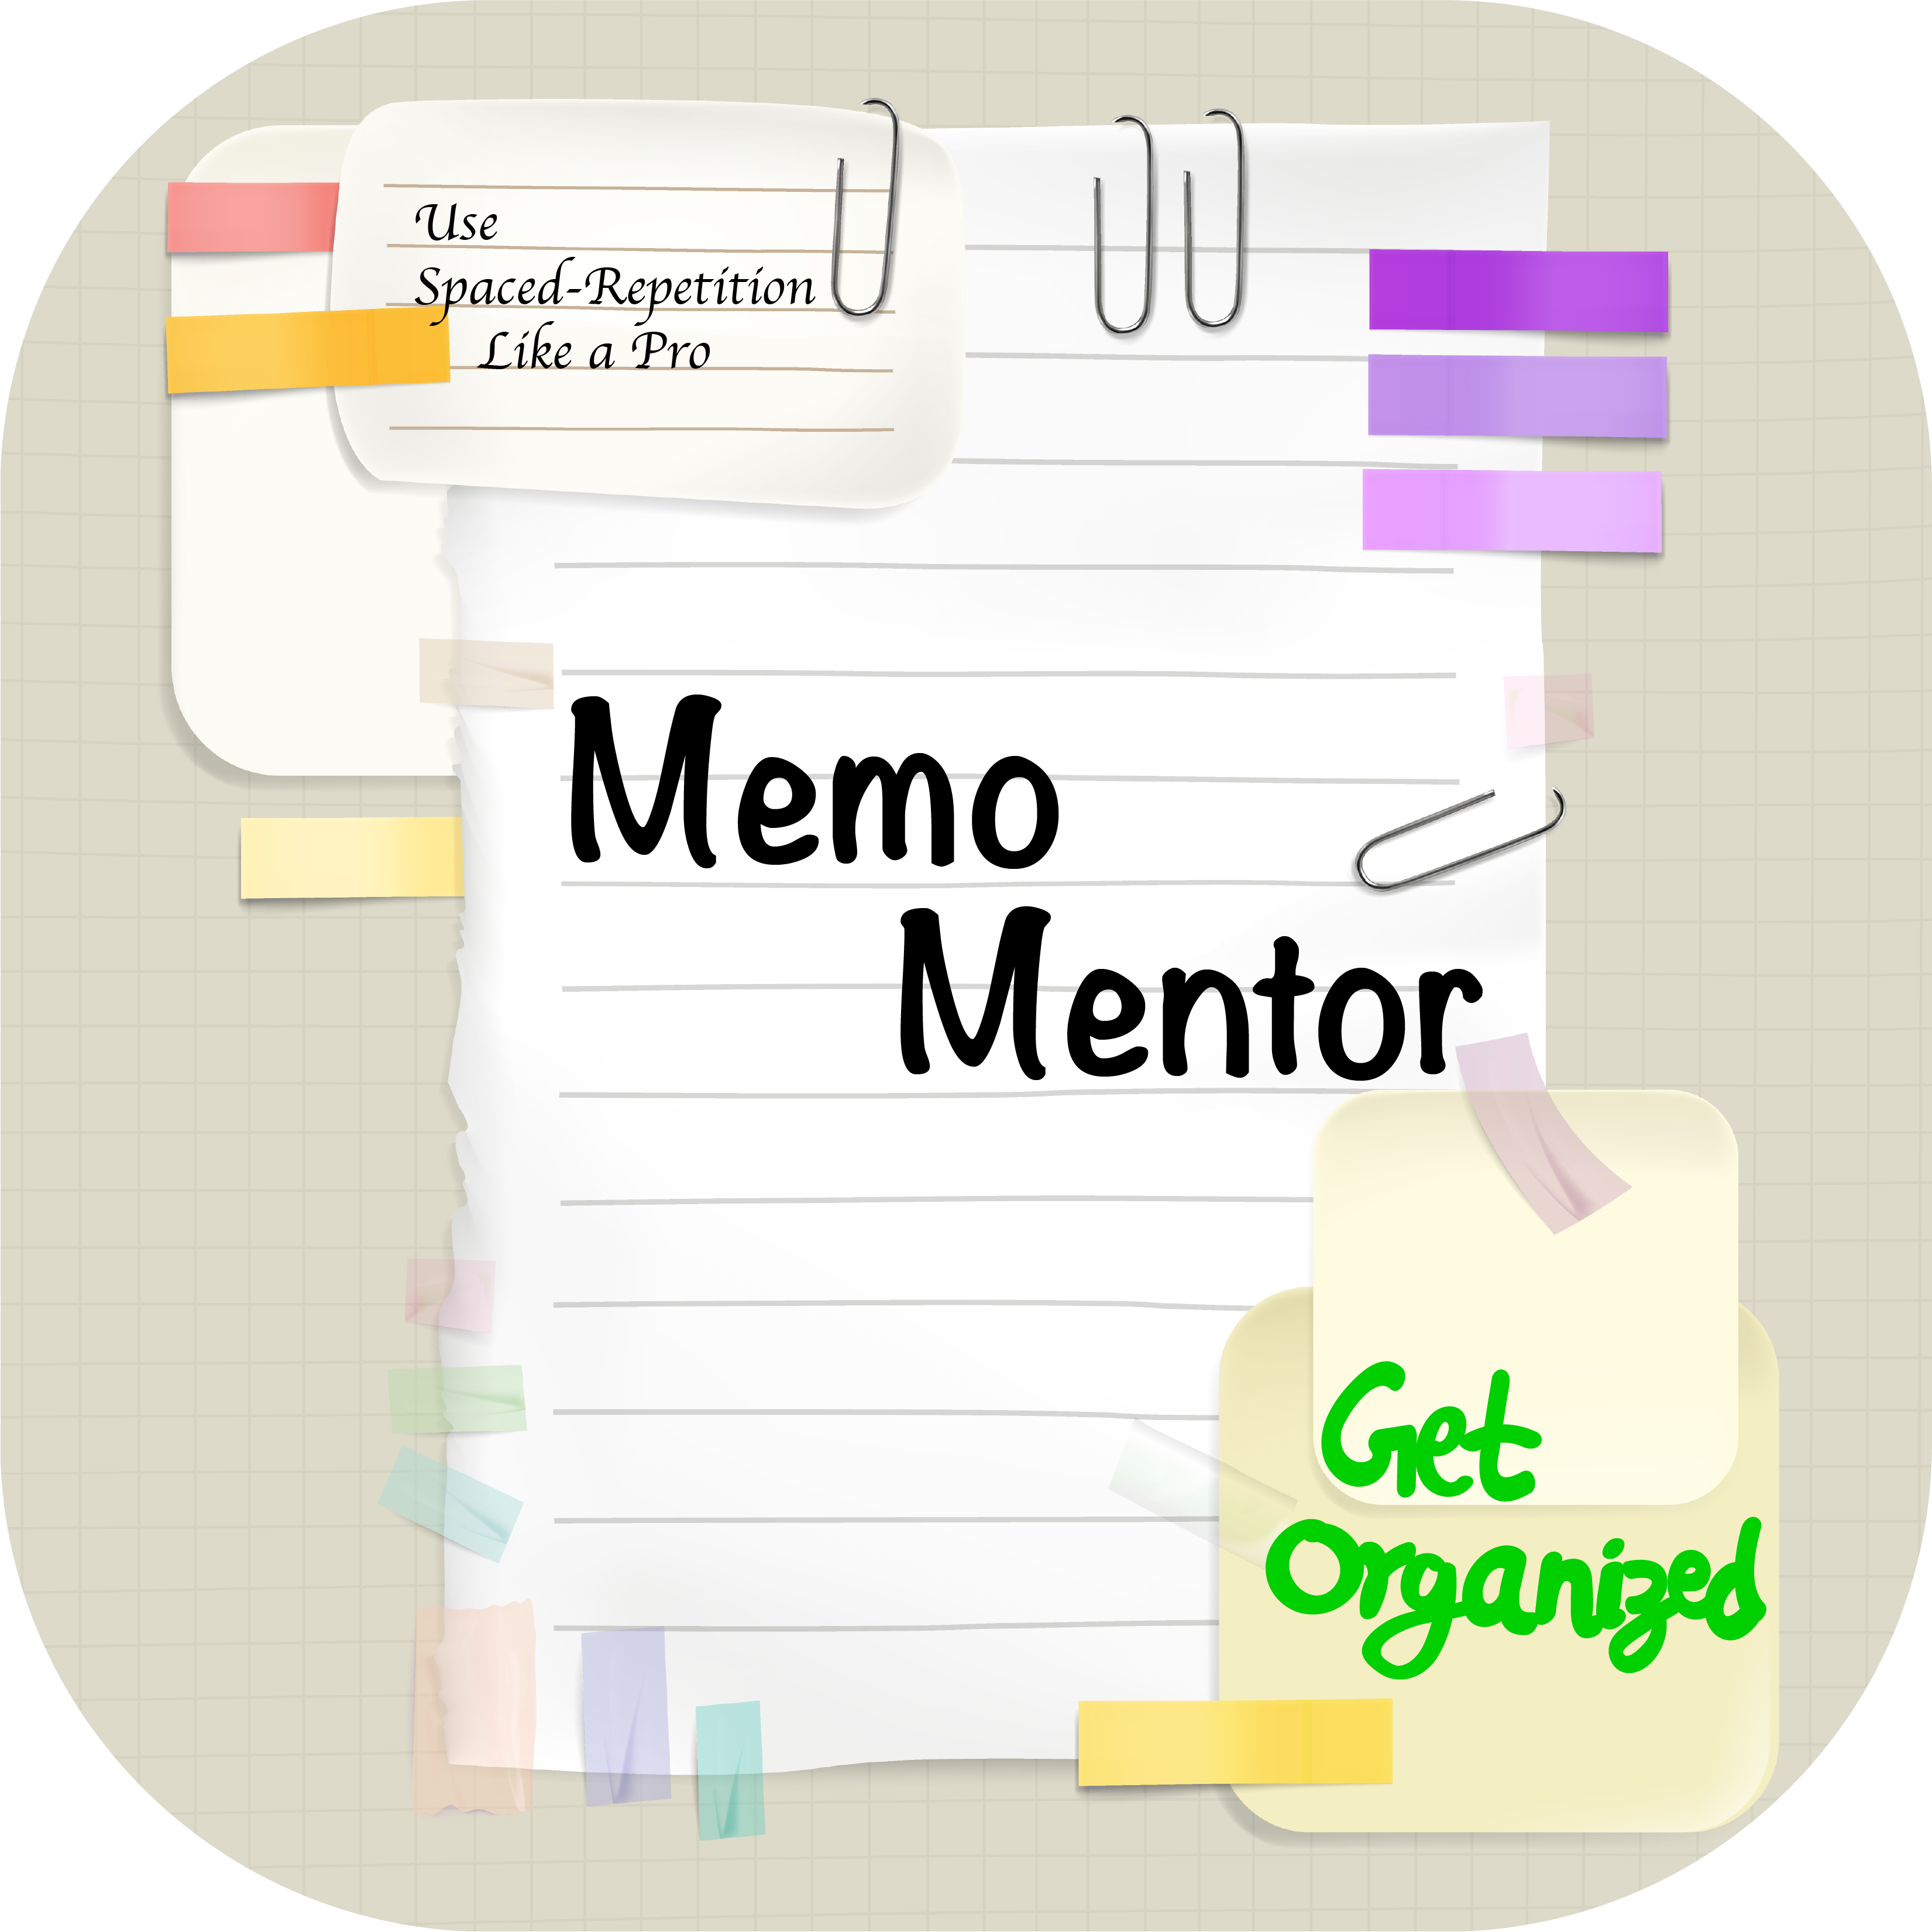 Use
Spaced-Repetition
Like a Pro
Memo
Mentor
Get
Organized